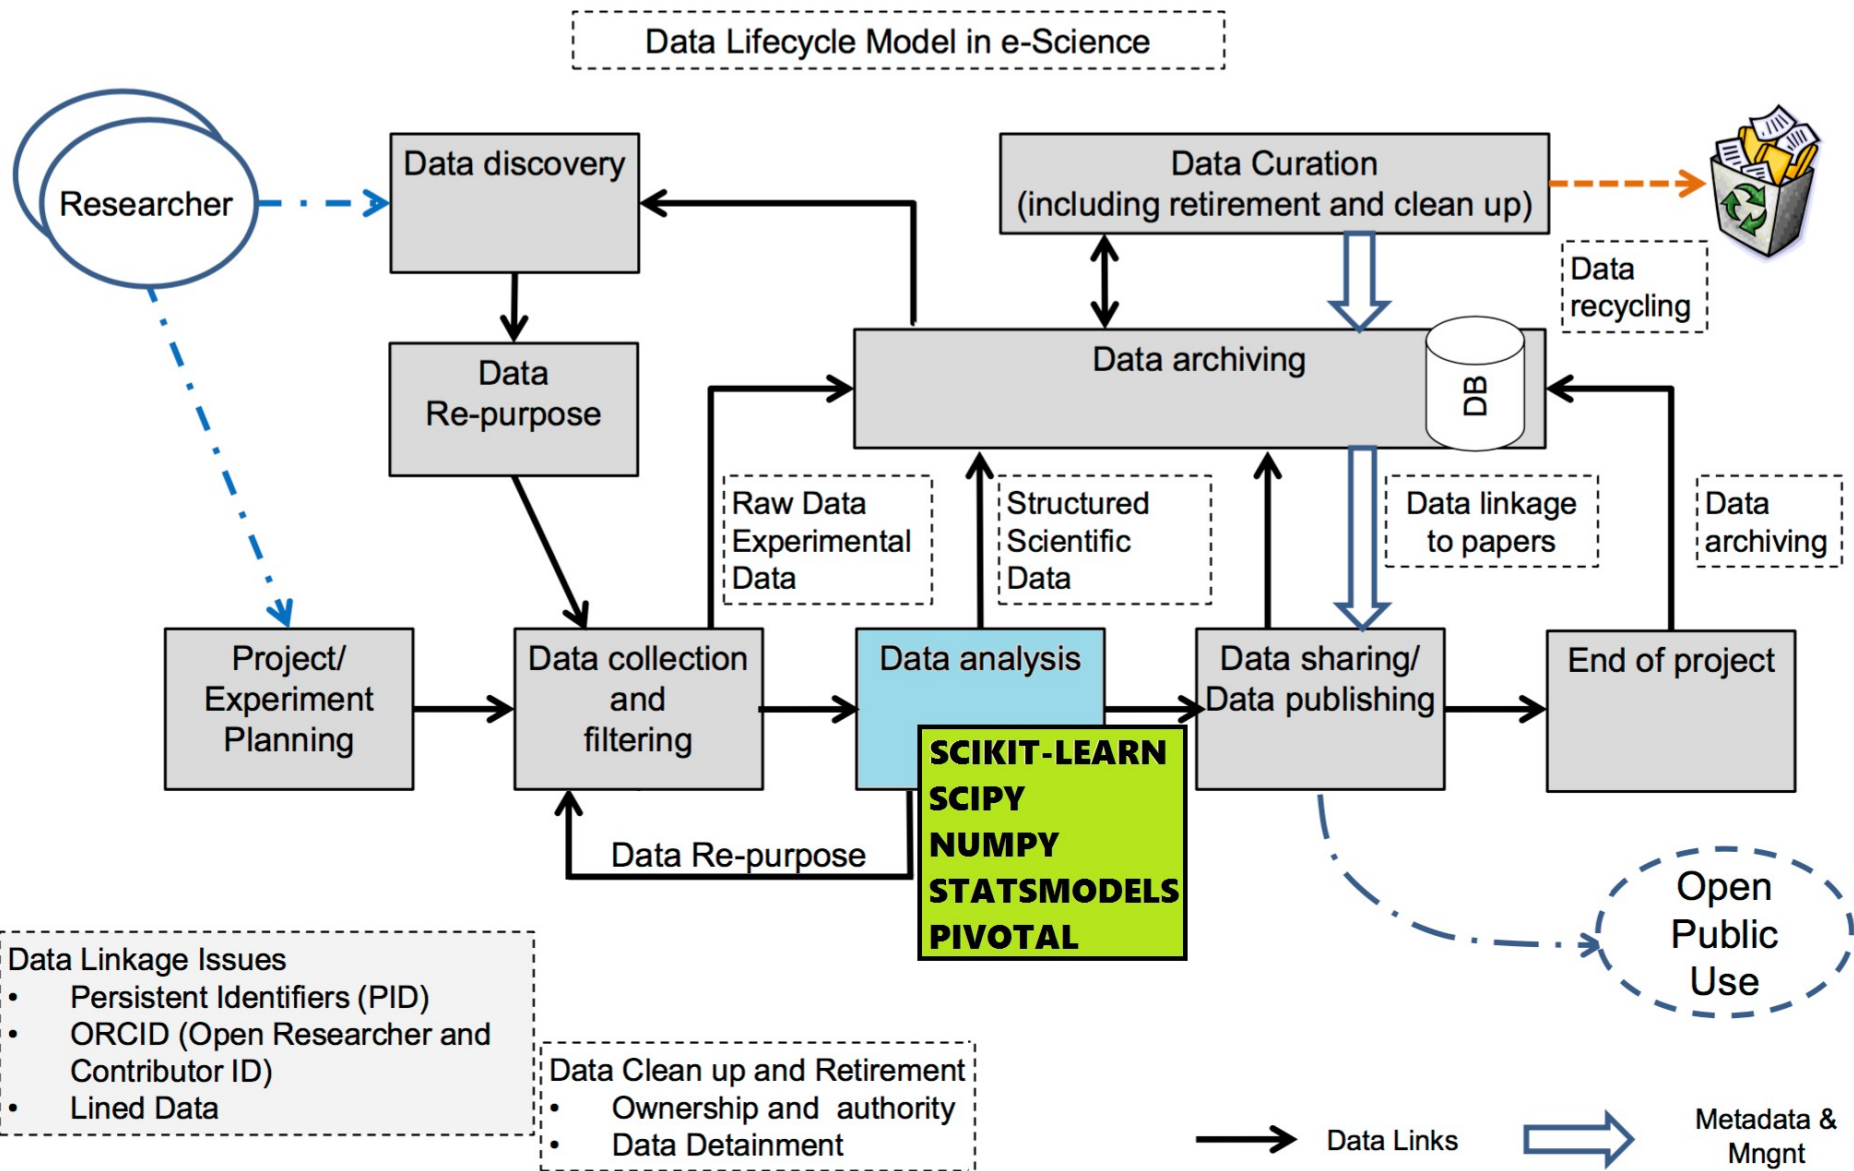 Data Lifecycle Model in e-Science
Researcher
Data discovery
Data Curation
(including retirement and clean up)
Data
recycling
Data
Re-purpose
Data archiving
DB
Raw Data
Experimental
Data
Structured
Scientific
Data
Data linkage
to papers
Data
archiving
Project/
Experiment
Planning
Data collection
and
filtering
Data analysis
Data sharing/
Data publishing
End of project
SCIKIT-LEARN
SCIPY
NUMPY
STATSMODELS
PIVOTAL
Data Re-purpose
Open
Public
Use
Data Linkage Issues
• Persistent Identifiers (PID)
• ORCID (Open Researcher and
Contributor ID)
• Lined Data
Data Clean up and Retirement
• Ownership and authority
• Data Detainment
Data Links
Metadata &
Mngnt